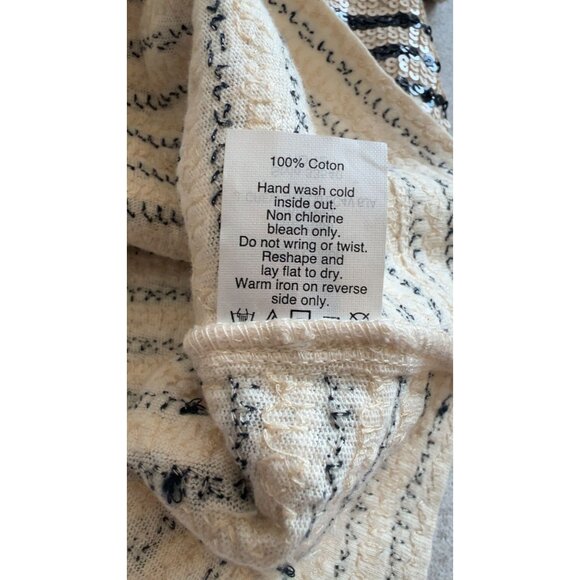 100% Coton
Hand wash cold
inside out.
Non chlorine
bleach only.
Do not wring or twist.
Reshape and
lay flat to dry.
Warm iron on reverse
side only.